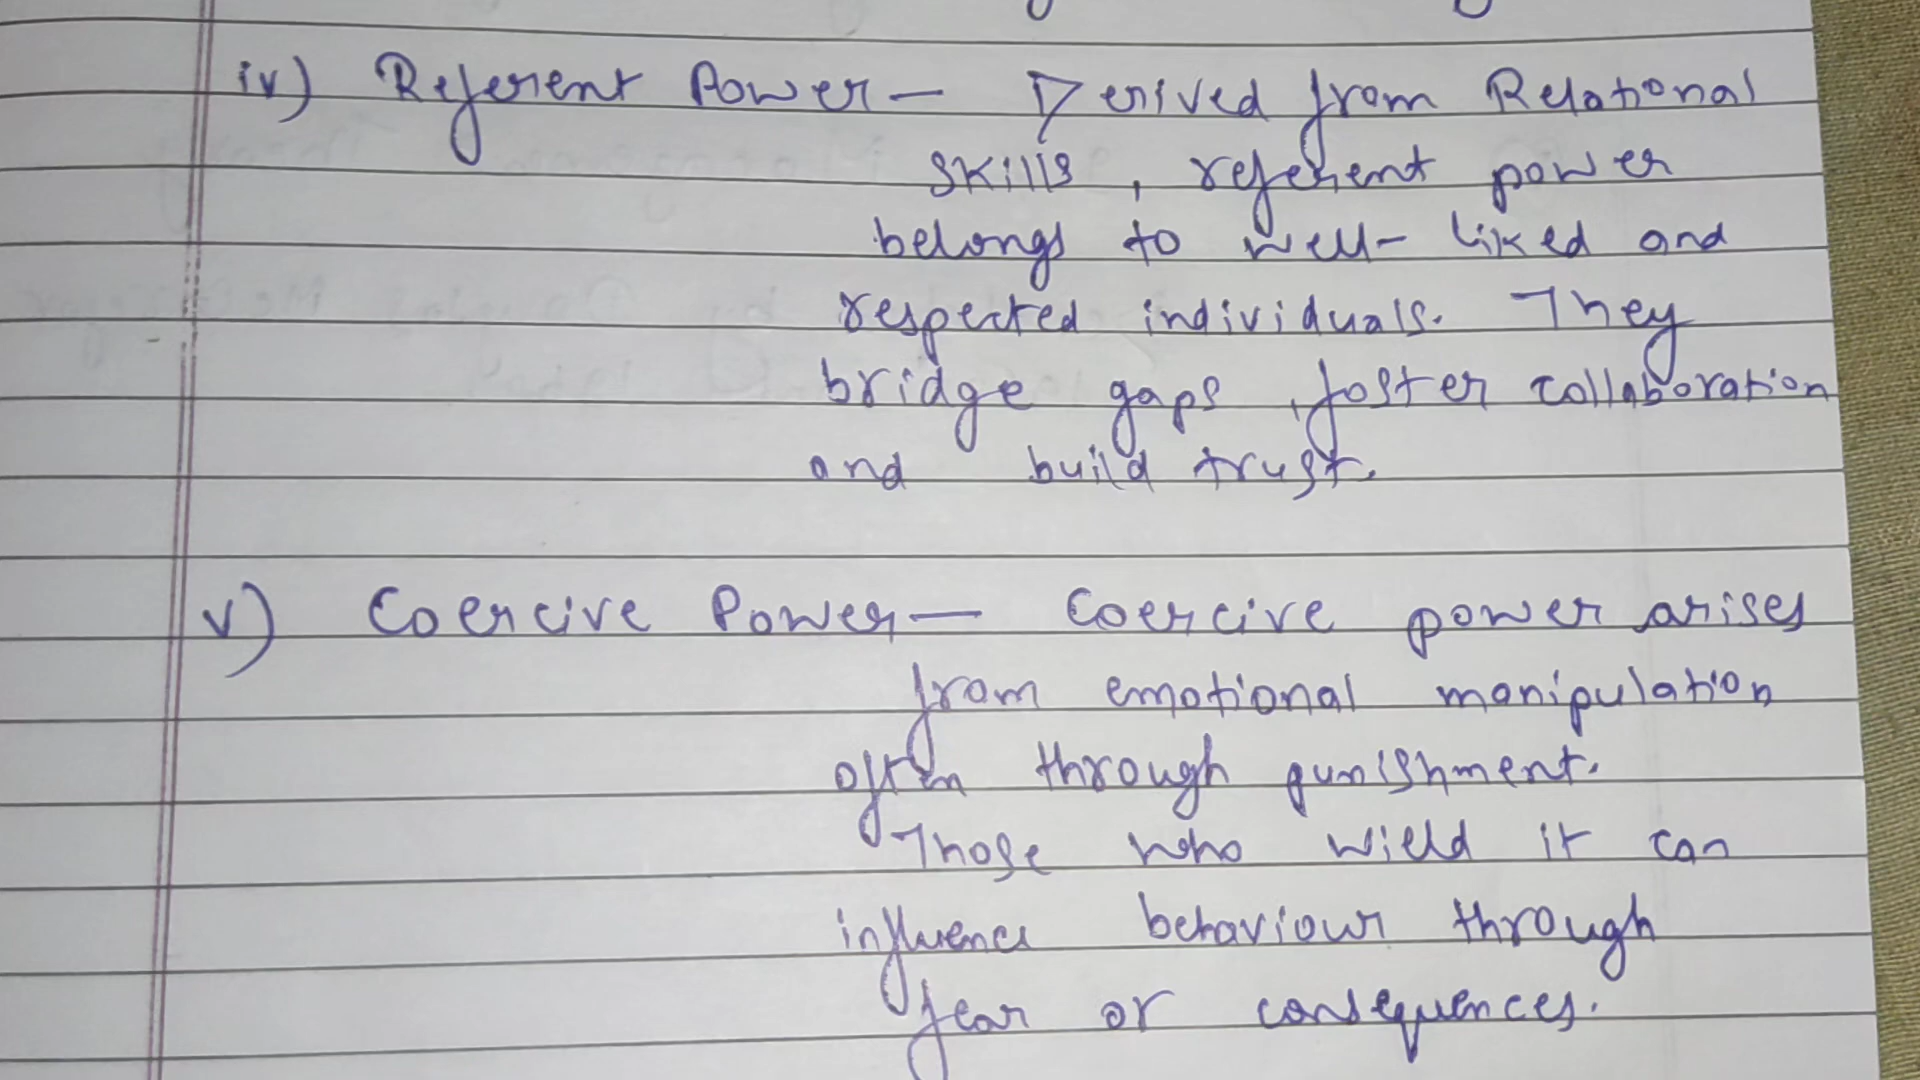 iv) Referent Power – Derived from Relational
skills, referent power
belongs to well-liked and
respected individuals. They
bridge gaps, foster collaboration
and build trust.
v) Coercive Power – Coercive power arises
from emotional manipulation
often through punishment.
Those who wield it can
influence behaviour through
fear or consequences.